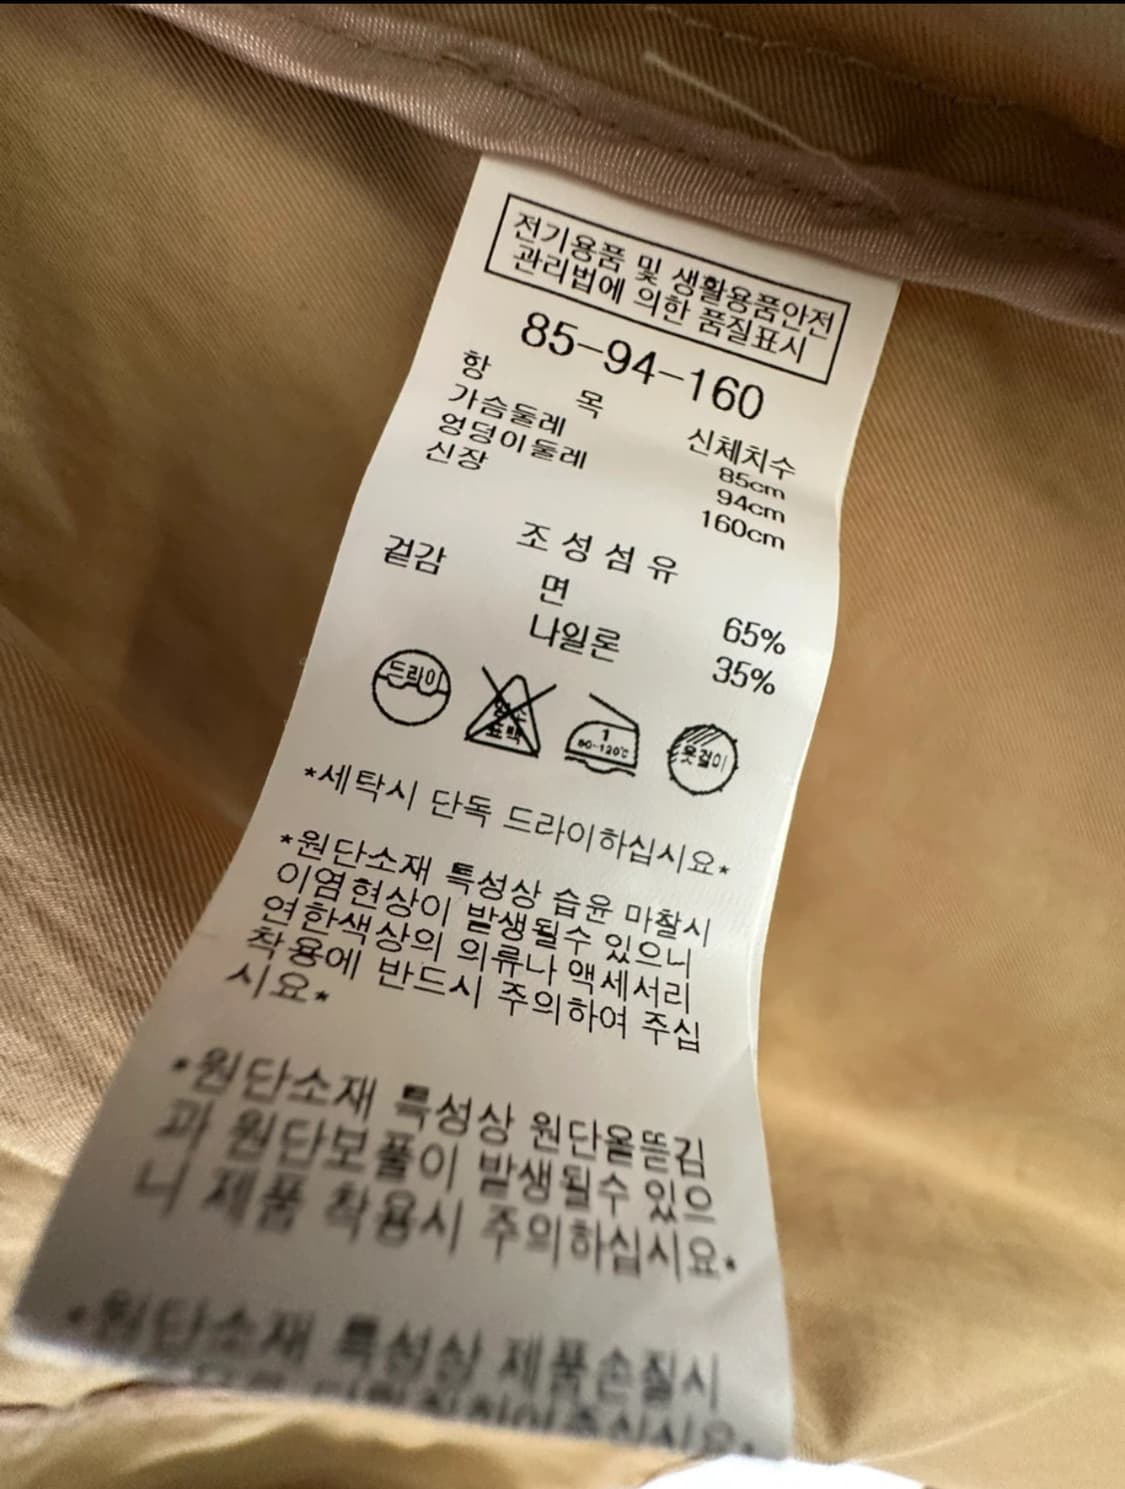 전기용품 및 생활용품안전
관리법에 의한 품질표시
85-94-160
항 목 신체치수
가슴둘레 85cm
엉덩이둘레 94cm
신장 160cm
조성섬유
겉감 면 65%
나일론 35%
드라이
염소
표백
1
80-120℃
옷걸이
*세탁시 단독 드라이하십시요*
*원단소재 특성상 습윤 마찰시
이염현상이 발생될수 있으니
연한색상의 의류나 액세서리
착용에 반드시 주의하여 주십
시요*
*원단소재 특성상 원단올뜯김
과 원단보풀이 발생될수 있으
니 제품 착용시 주의하십시요*
*원단소재 특성상 제품손질시